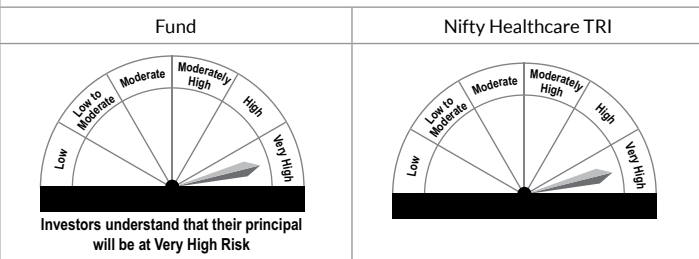 Fund
Nifty Healthcare TRI
Low
Low to
Moderate
Moderate
Moderately
High
High
Very High
Low
Low to
Moderate
Moderate
Moderately
High
High
Very High
Investors understand that their principal
will be at Very High Risk